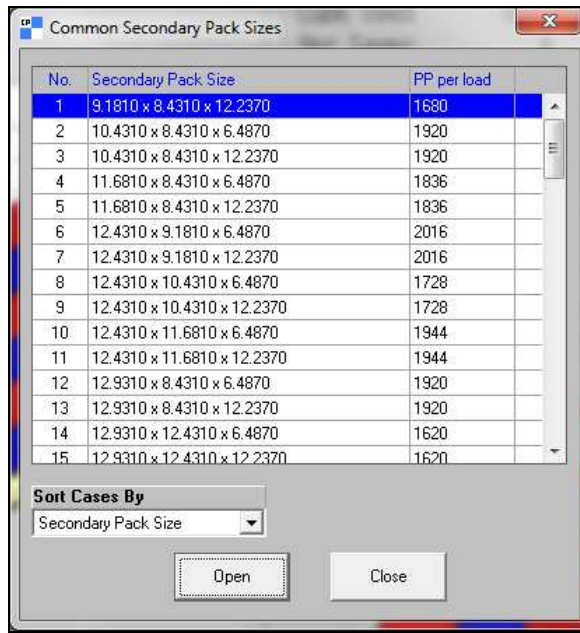 CP Common Secondary Pack Sizes
No. Secondary Pack Size PP per load
1 9.1810 x 8.4310 x 12.2370 1680
2 10.4310 x 8.4310 x 6.4870 1920
3 10.4310 x 8.4310 x 12.2370 1920
4 11.6810 x 8.4310 x 6.4870 1836
5 11.6810 x 8.4310 x 12.2370 1836
6 12.4310 x 9.1810 x 6.4870 2016
7 12.4310 x 9.1810 x 12.2370 2016
8 12.4310 x 10.4310 x 6.4870 1728
9 12.4310 x 10.4310 x 12.2370 1728
10 12.4310 x 11.6810 x 6.4870 1944
11 12.4310 x 11.6810 x 12.2370 1944
12 12.9310 x 8.4310 x 6.4870 1920
13 12.9310 x 8.4310 x 12.2370 1920
14 12.9310 x 12.4310 x 6.4870 1620
15 12.9310 x 12.4310 x 12.2370 1620
Sort Cases By
Secondary Pack Size
Open Close